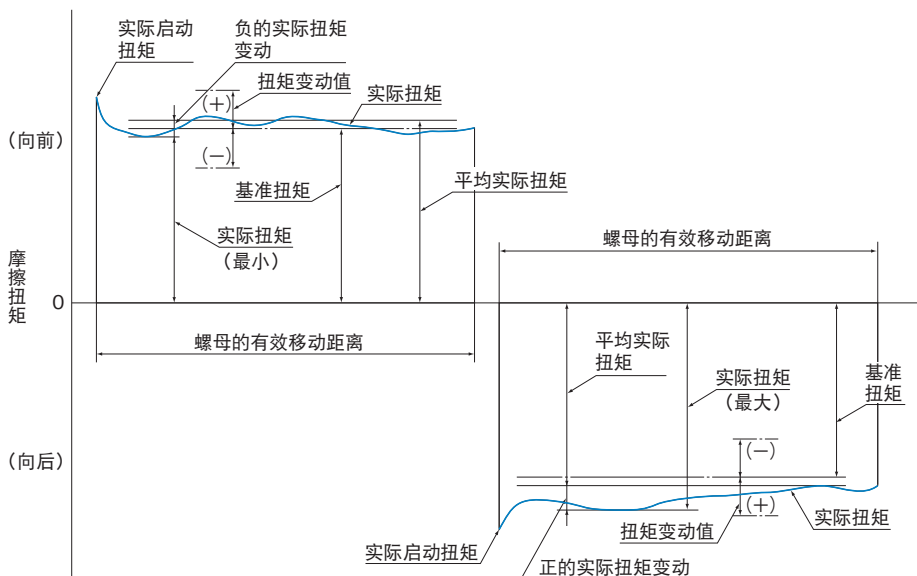 实际启动
扭矩
负的实际扭矩
变动
扭矩变动值
(+)
实际扭矩
(向前)
(−)
基准扭矩
平均实际扭矩
实际扭矩
(最小)
螺母的有效移动距离
摩擦扭矩
0
螺母的有效移动距离
平均实际
扭矩
实际扭矩
(最大)
基准
扭矩
(向后)
(−)
(+)
扭矩变动值
实际扭矩
实际启动扭矩
正的实际扭矩变动